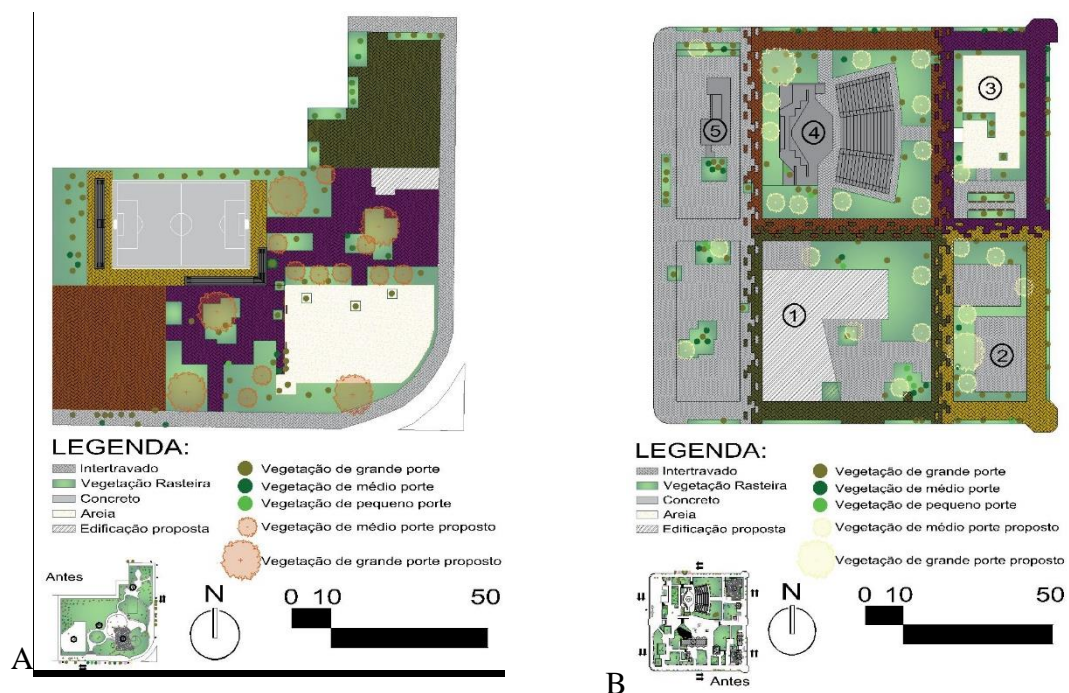 LEGENDA:
Intertravado
Vegetação Rasteira
Concreto
Areia
Edificação proposta
Vegetação de grande porte
Vegetação de médio porte
Vegetação de pequeno porte
Vegetação de médio porte proposto
Vegetação de grande porte proposto
Antes
N
0 10 50
A
5
4
3
1
2
LEGENDA:
Intertravado
Vegetação Rasteira
Concreto
Areia
Edificação proposta
Vegetação de grande porte
Vegetação de médio porte
Vegetação de pequeno porte
Vegetação de médio porte proposto
Vegetação de grande porte proposto
Antes
N
0 10 50
B